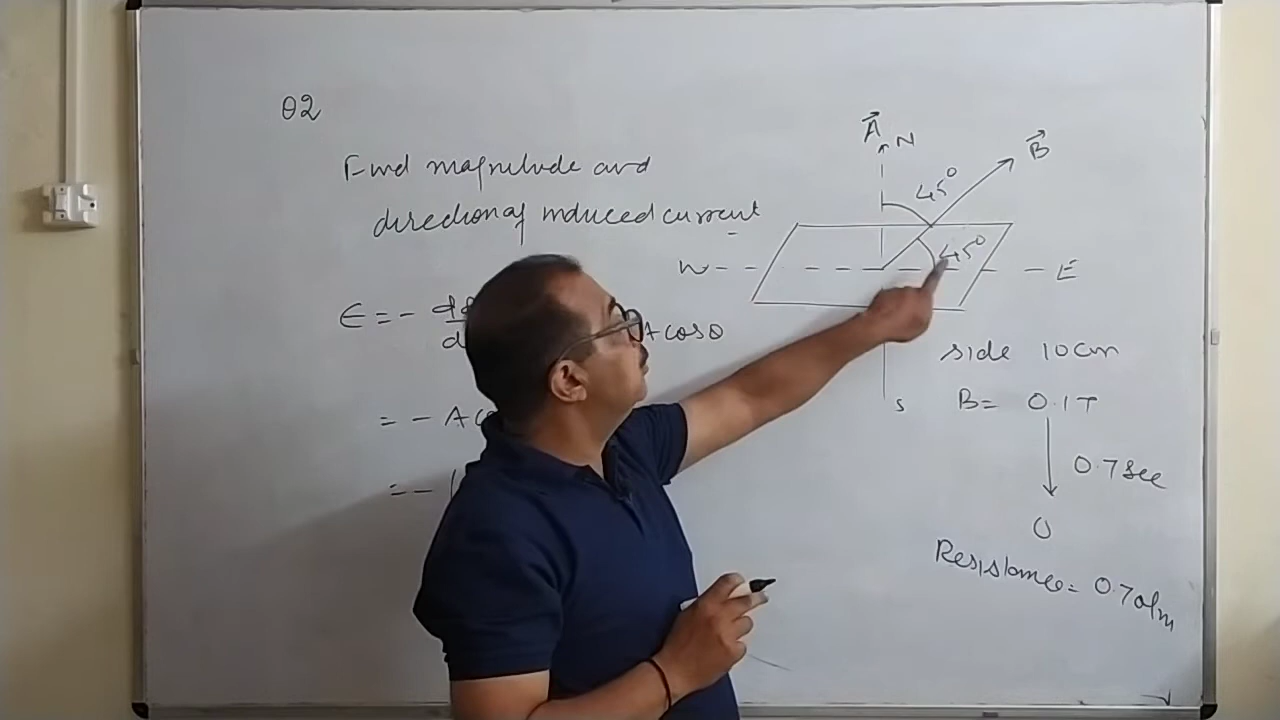 Q2
Find magnitude and
direction of induced current
ϵ = - d
d
A cosθ
= - A co
= -
A⃗
N
B⃗
45°
45°
W
E
S
side 10cm
B = 0.1T
0.7 sec
0
Resistance = 0.7 ohm